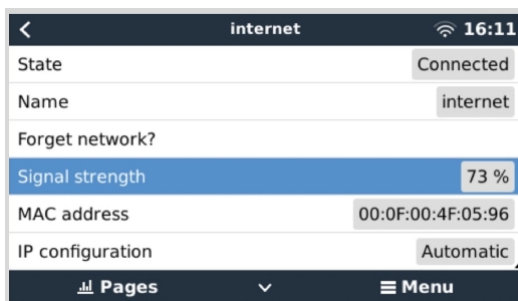 internet 16:11
State Connected
Name internet
Forget network?
Signal strength 73 %
MAC address 00:0F:00:4F:05:96
IP configuration Automatic
Pages Menu